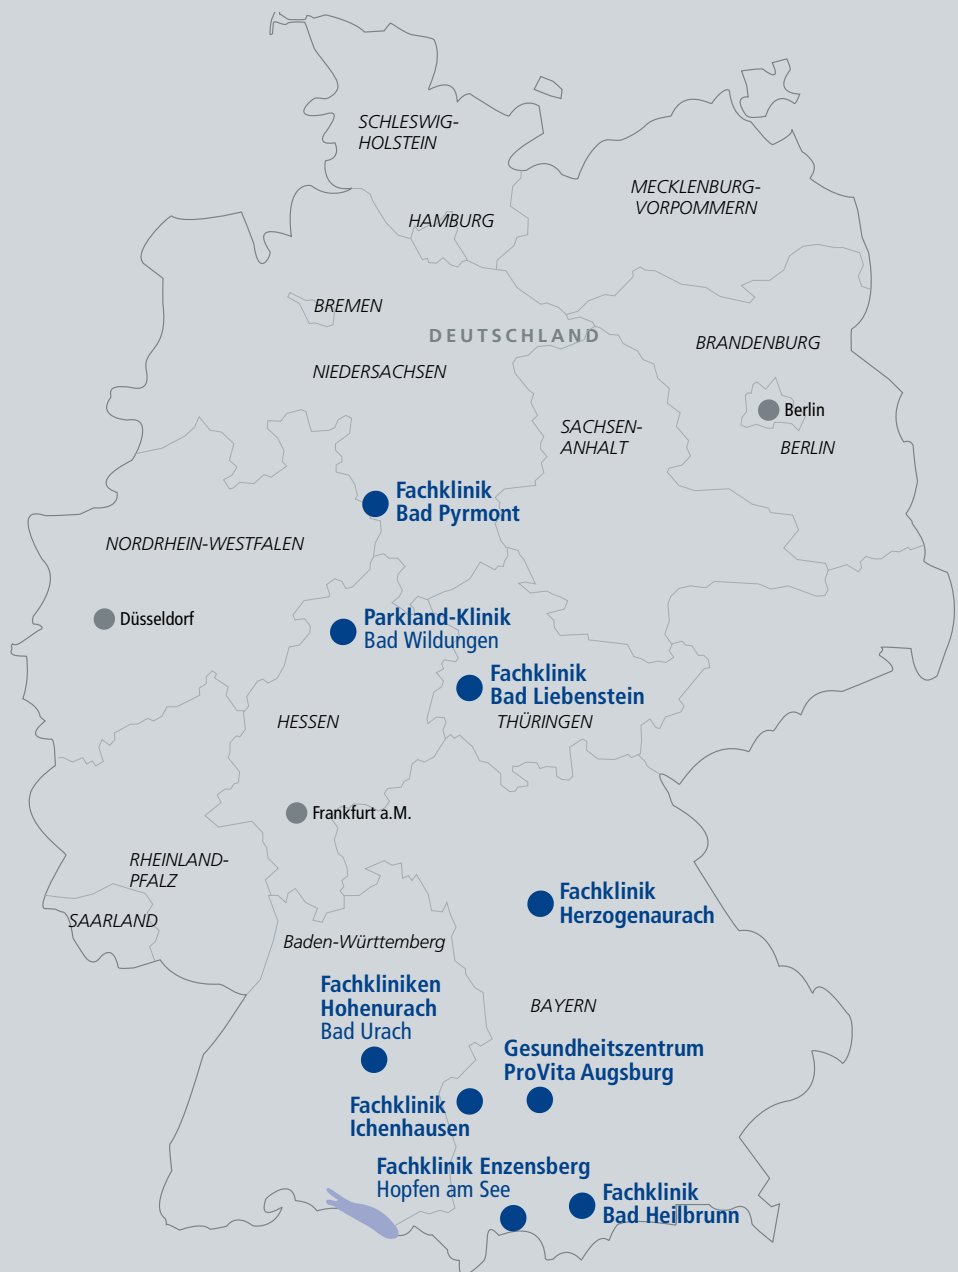 SCHLESWIG-
HOLSTEIN
MECKLENBURG-
VORPOMMERN
HAMBURG
BREMEN
DEUTSCHLAND
BRANDENBURG
NIEDERSACHSEN
Berlin
SACHSEN-
ANHALT
BERLIN
Fachklinik
Bad Pyrmont
NORDRHEIN-WESTFALEN
Düsseldorf
Parkland-Klinik
Bad Wildungen
Fachklinik
Bad Liebenstein
HESSEN
THÜRINGEN
Frankfurt a.M.
RHEINLAND-
PFALZ
Fachklinik
Herzogenaurach
SAARLAND
Baden-Württemberg
Fachkliniken
Hohenurach
Bad Urach
BAYERN
Gesundheitszentrum
ProVita Augsburg
Fachklinik
Ichenhausen
Fachklinik Enzensberg
Hopfen am See
Fachklinik
Bad Heilbrunn